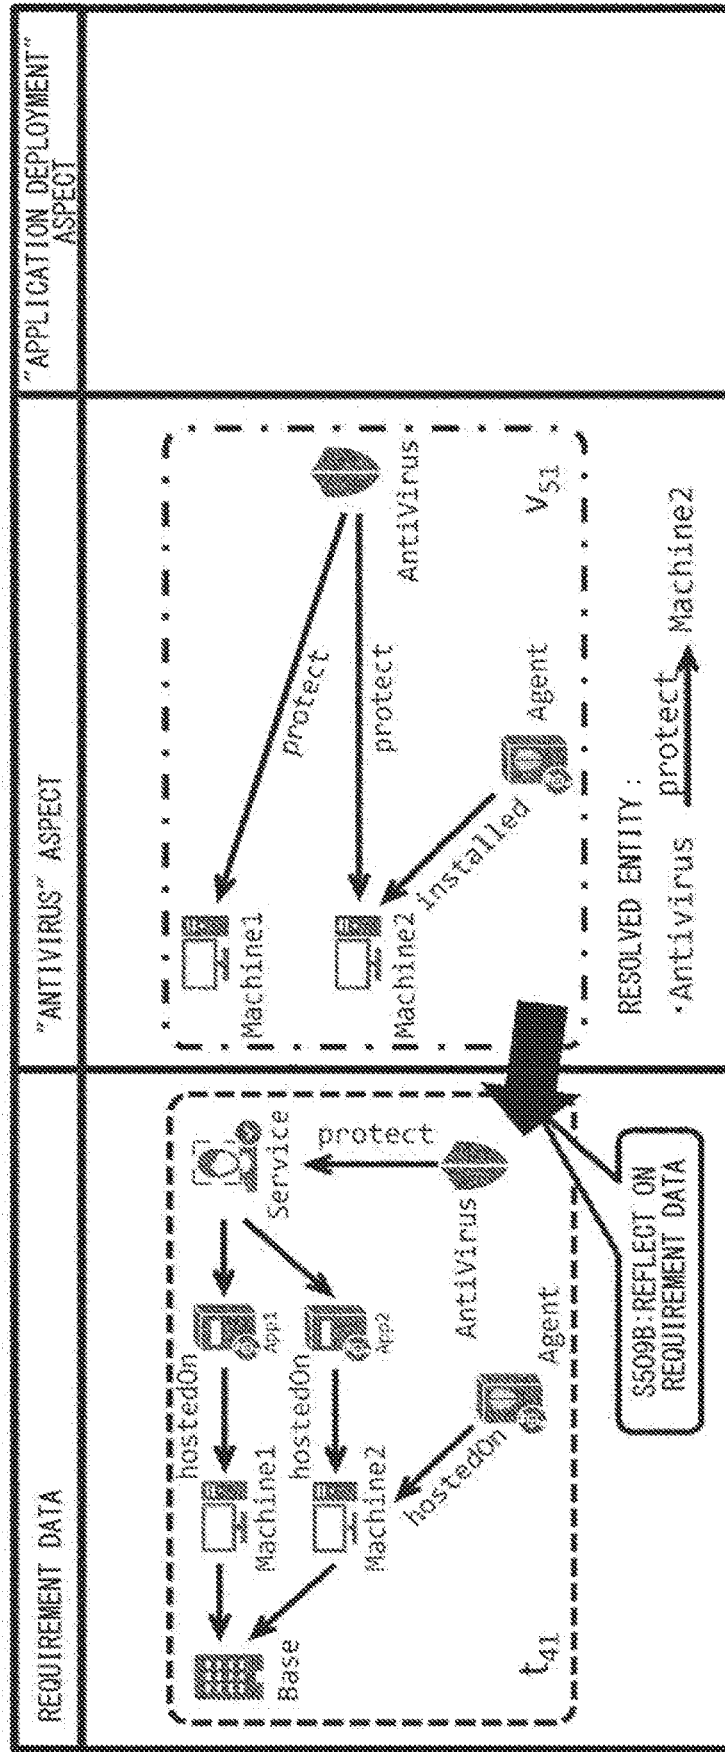 REQUIREMENT DATA
"ANTIVIRUS" ASPECT
"APPLICATION DEPLOYMENT"
ASPECT
Base
Machine1
Machine2
hostedOn
hostedOn
App1
App2
Service
protect
AntiVirus
hostedOn
Agent
t41
S509B:REFLECT ON
REQUIREMENT DATA
Machine1
Machine2
protect
protect
installed
Agent
AntiVirus
V51
RESOLVED ENTITY:
·Antivirus protect Machine2